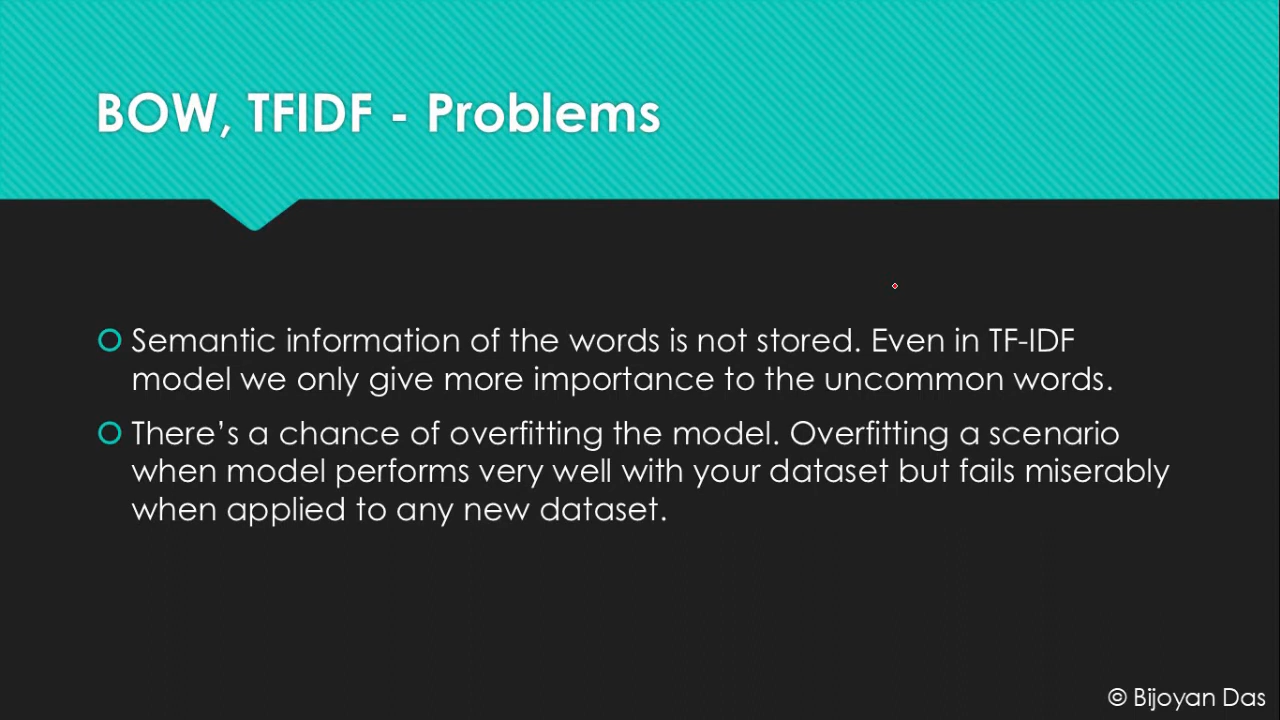 BOW, TFIDF - Problems
Semantic information of the words is not stored. Even in TF-IDF
model we only give more importance to the uncommon words.
There's a chance of overfitting the model. Overfitting a scenario
when model performs very well with your dataset but fails miserably
when applied to any new dataset.
© Bijoyan Das